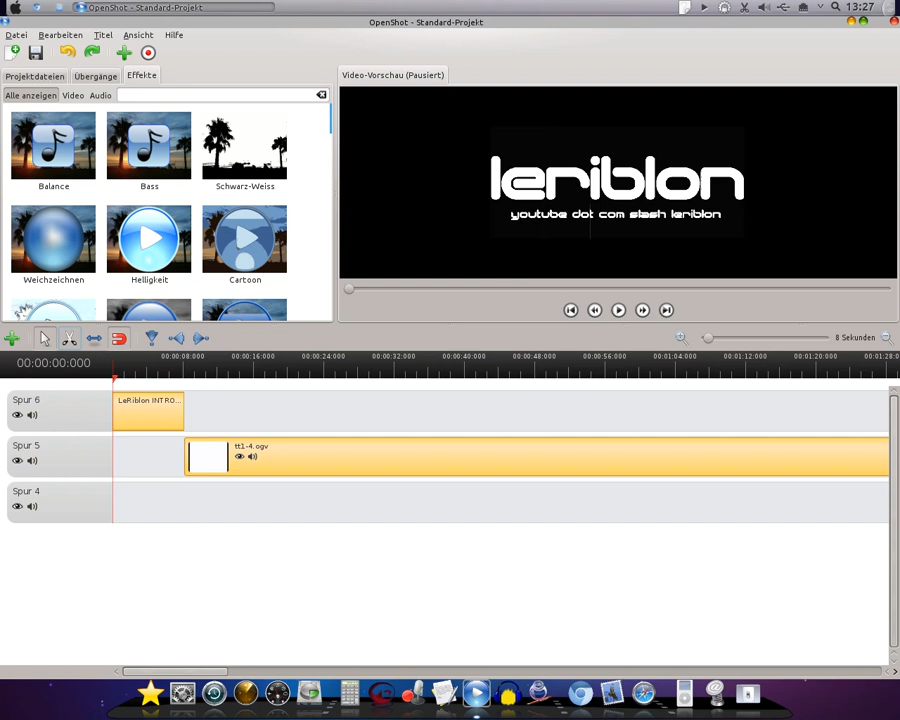 OpenShot - Standard-Projekt
13:27
OpenShot - Standard-Projekt
Datei Bearbeiten Titel Ansicht Hilfe
Projektdateien Übergänge Effekte
Video-Vorschau (Pausiert)
Alle anzeigen Video Audio
Balance Bass Schwarz-Weiss
Weichzeichnen Helligkeit Cartoon
leriblon
youtube dot com slash leriblon
8 Sekunden
00:00:00:000
00:00:08:000 00:00:16:000 00:00:24:000 00:00:32:000 00:00:40:000 00:00:48:000 00:00:56:000 00:01:04:000 00:01:12:000 00:01:20:000 00:01:28:0
Spur 6
LeRiblon INTRO...
Spur 5
tt1-4.ogv
Spur 4